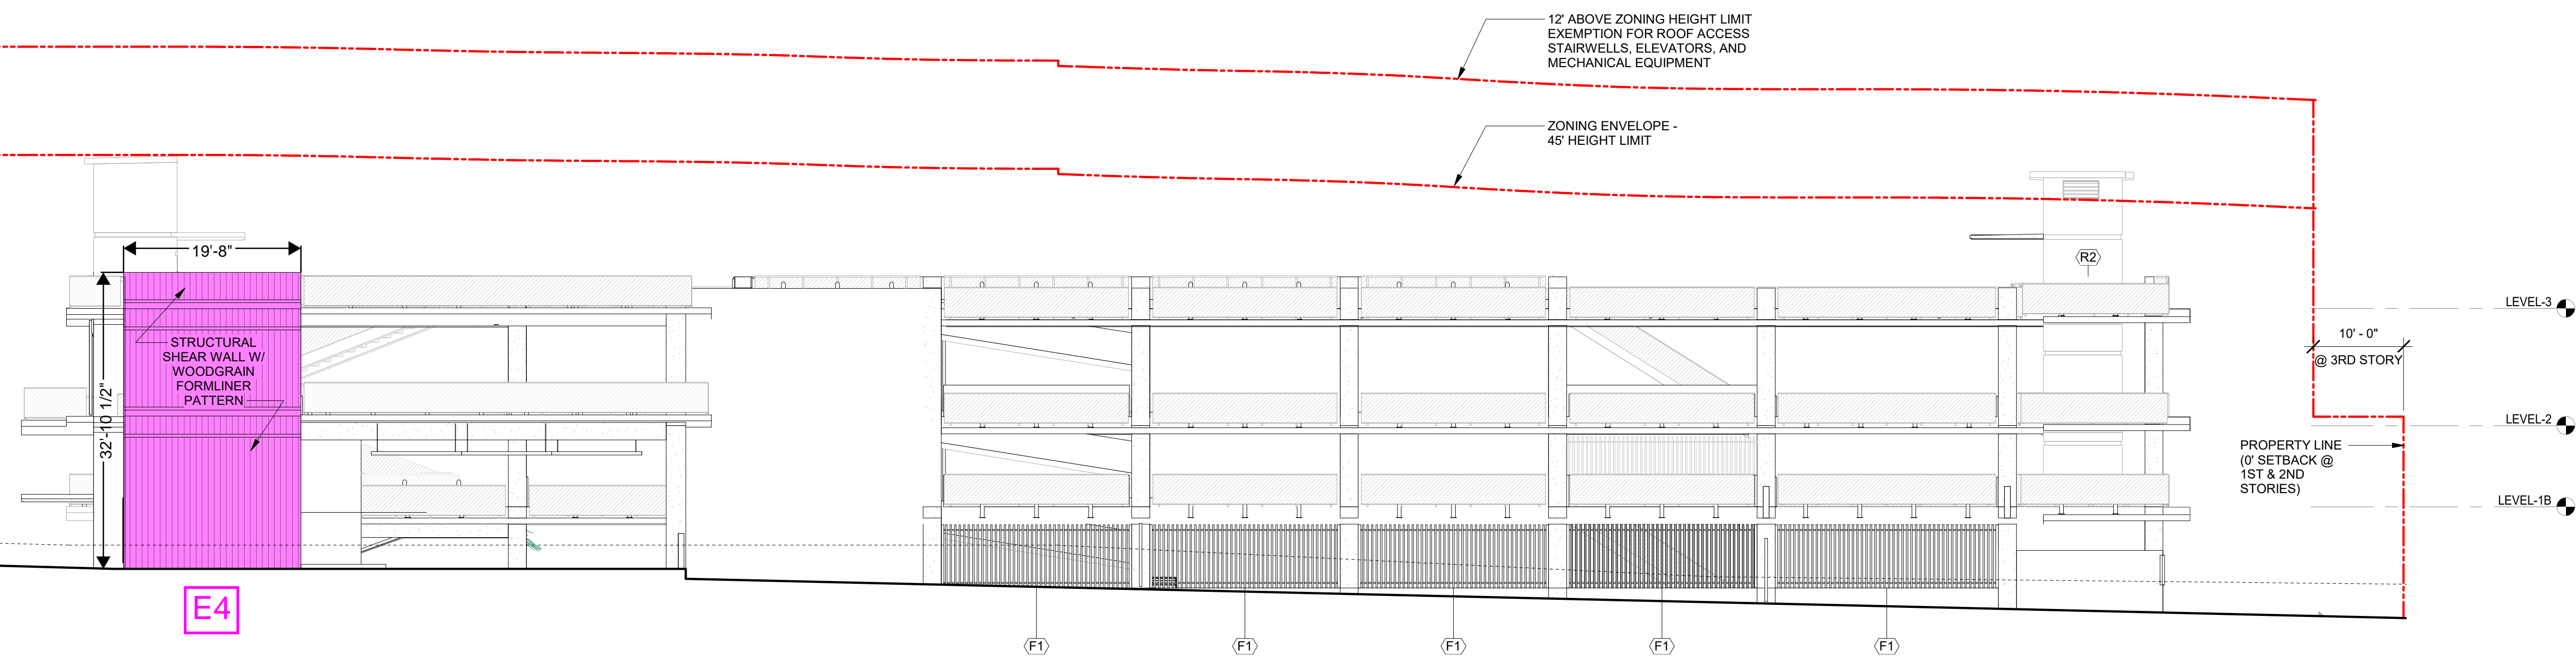 12' ABOVE ZONING HEIGHT LIMIT
EXEMPTION FOR ROOF ACCESS
STAIRWELLS, ELEVATORS, AND
MECHANICAL EQUIPMENT
ZONING ENVELOPE -
45' HEIGHT LIMIT
19'-8"
R2
LEVEL-3
10' - 0"
@ 3RD STORY
STRUCTURAL
SHEAR WALL W/
WOODGRAIN
FORMLINER
PATTERN
32'-10 1/2"
LEVEL-2
PROPERTY LINE
(0' SETBACK @
1ST & 2ND
STORIES)
LEVEL-1B
E4
F1
F1
F1
F1
F1